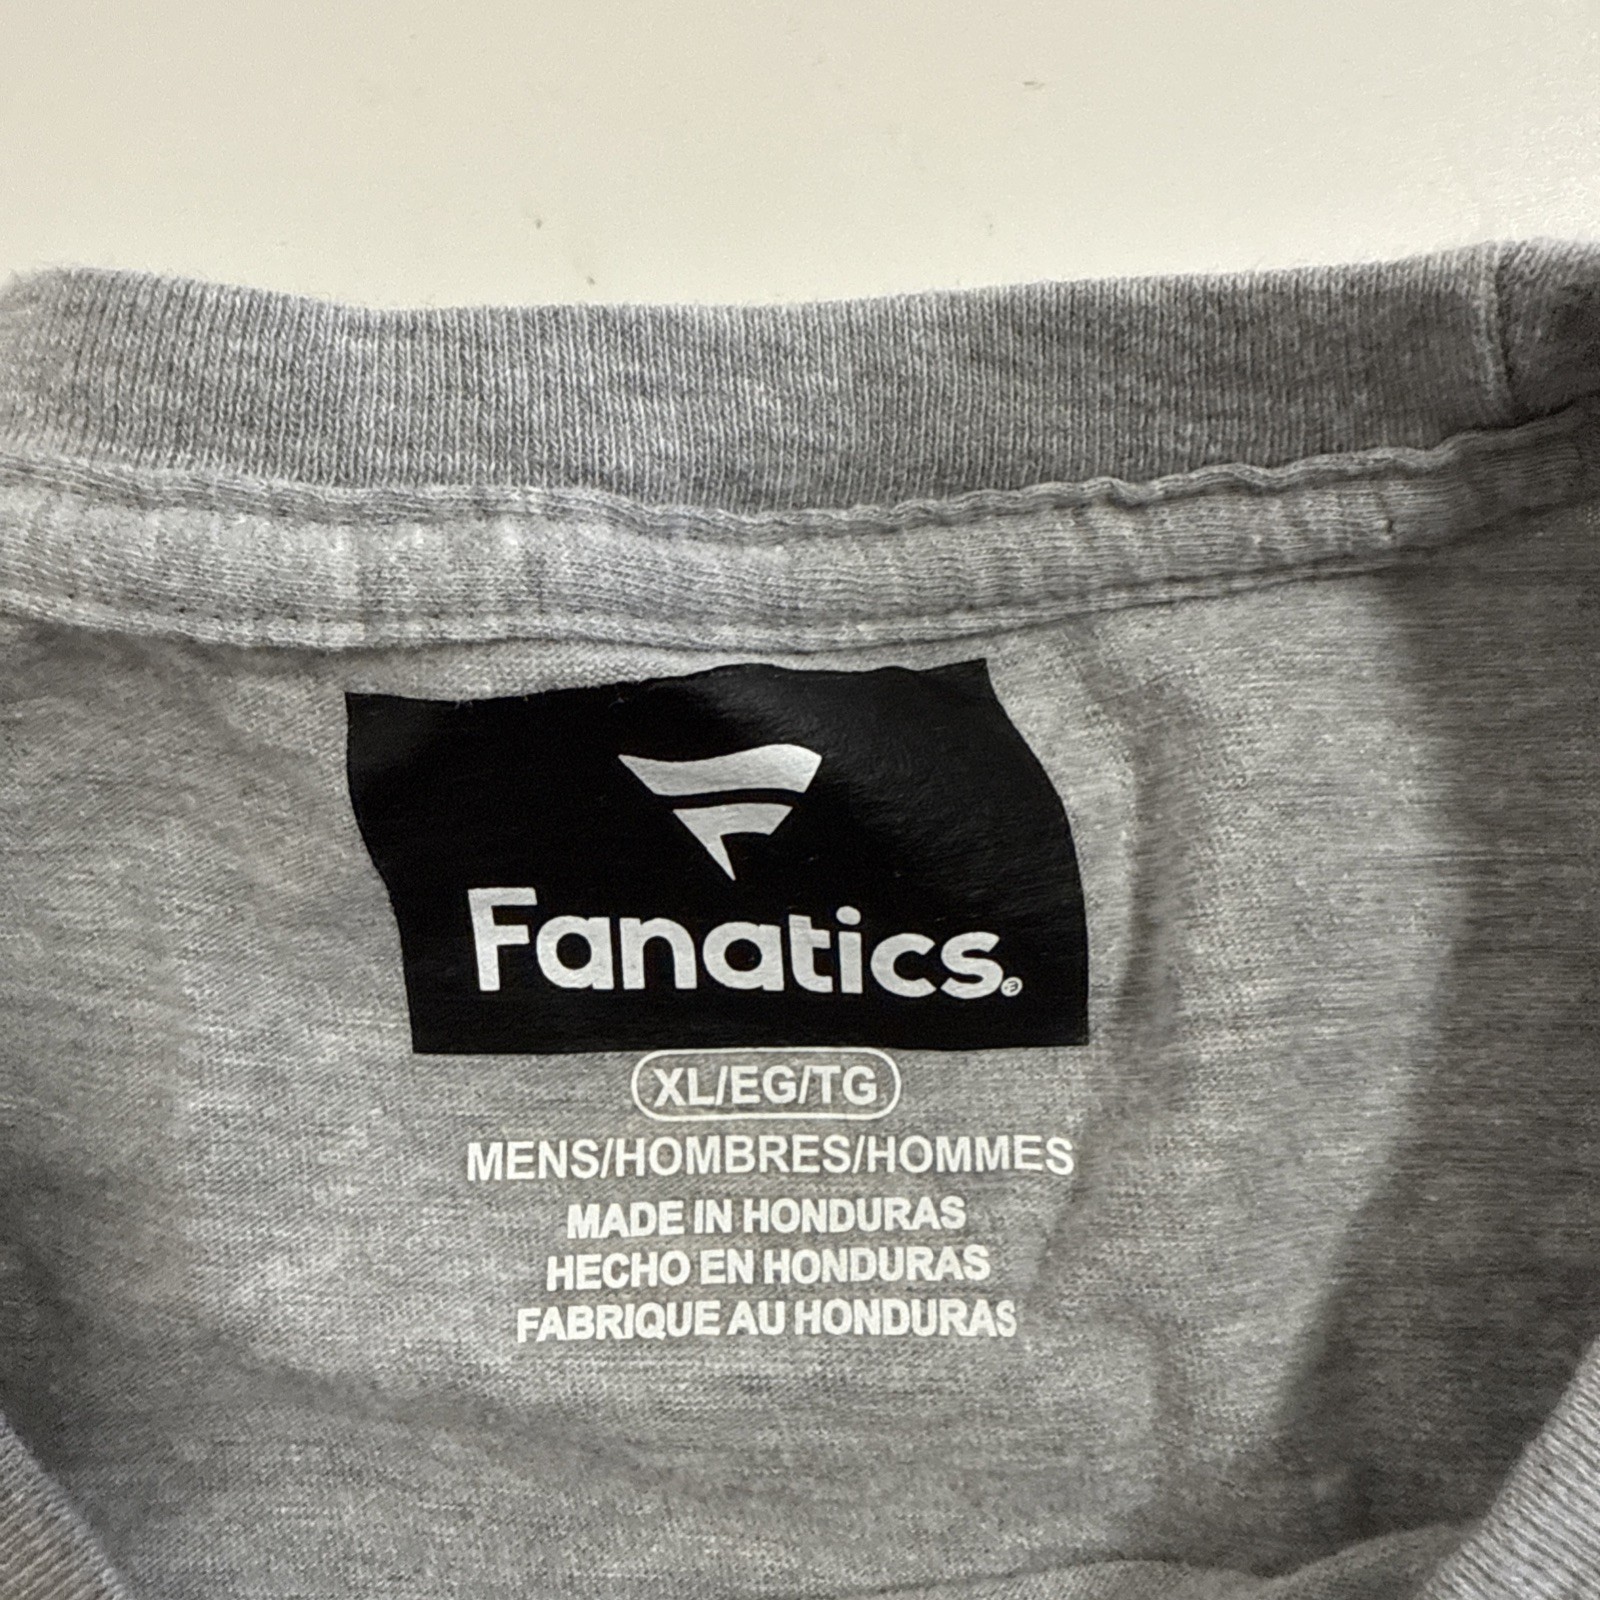 Fanatics.®
XL/EG/TG
MENS/HOMBRES/HOMMES
MADE IN HONDURAS
HECHO EN HONDURAS
FABRIQUE AU HONDURAS